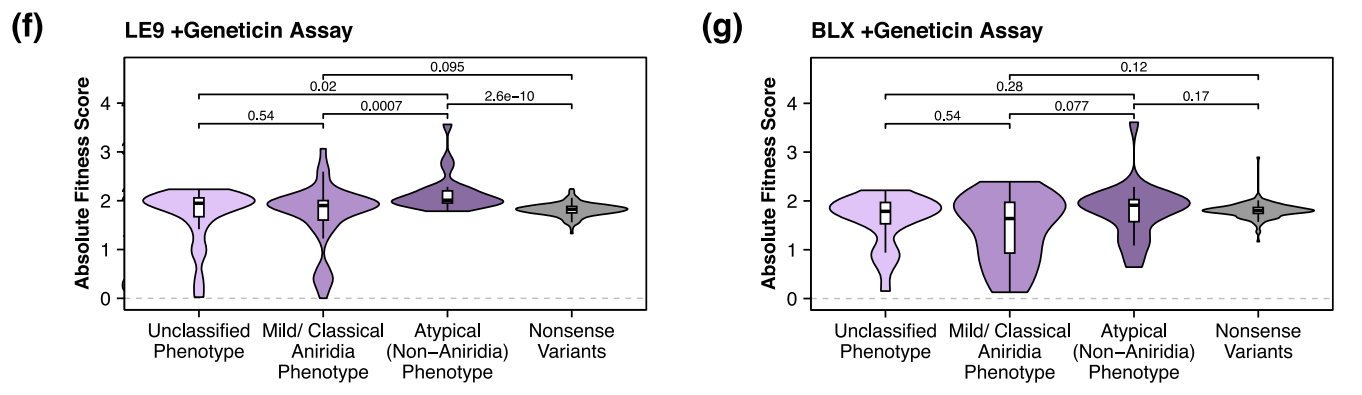 (f)
LE9 +Geneticin Assay
Absolute Fitness Score
4
3
2
1
0
0.095
0.02
0.0007
2.6e−10
0.54
Unclassified
Phenotype
Mild/ Classical
Aniridia
Phenotype
Atypical
(Non−Aniridia)
Phenotype
Nonsense
Variants
(g)
BLX +Geneticin Assay
Absolute Fitness Score
4
3
2
1
0
0.12
0.28
0.077
0.17
0.54
Unclassified
Phenotype
Mild/ Classical
Aniridia
Phenotype
Atypical
(Non−Aniridia)
Phenotype
Nonsense
Variants